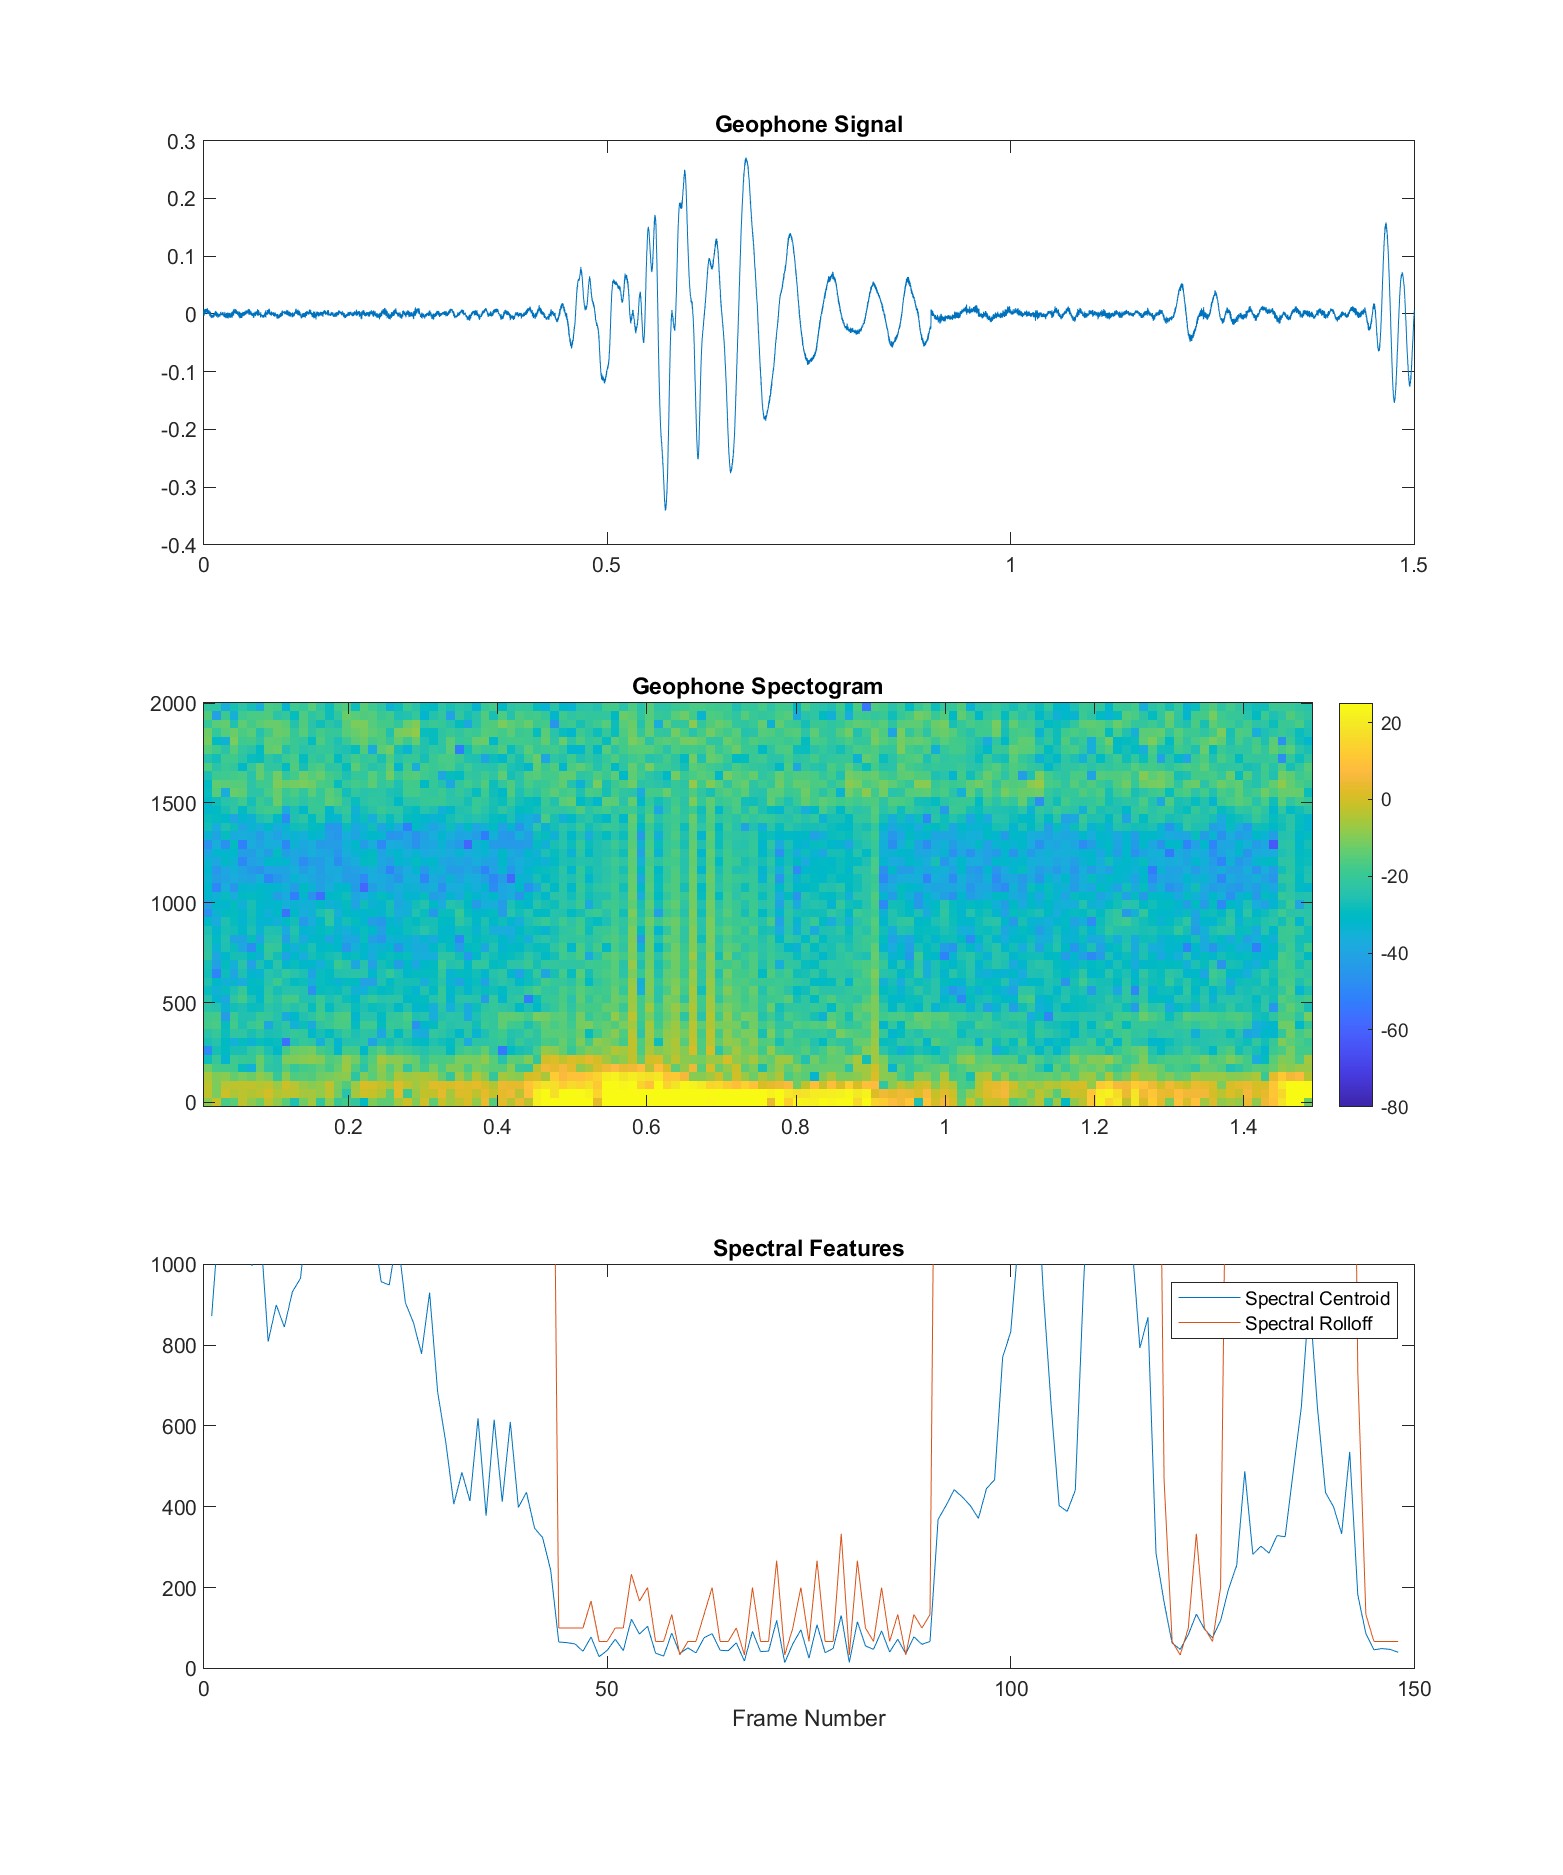 Geophone Signal
0.3
0.2
0.1
0
-0.1
-0.2
-0.3
-0.4
0 0.5 1 1.5
Geophone Spectogram
2000
1500
1000
500
0
0.2 0.4 0.6 0.8 1 1.2 1.4
20
0
-20
-40
-60
-80
Spectral Features
1000
800
600
400
200
0
Spectral Centroid
Spectral Rolloff
0 50 100 150
Frame Number